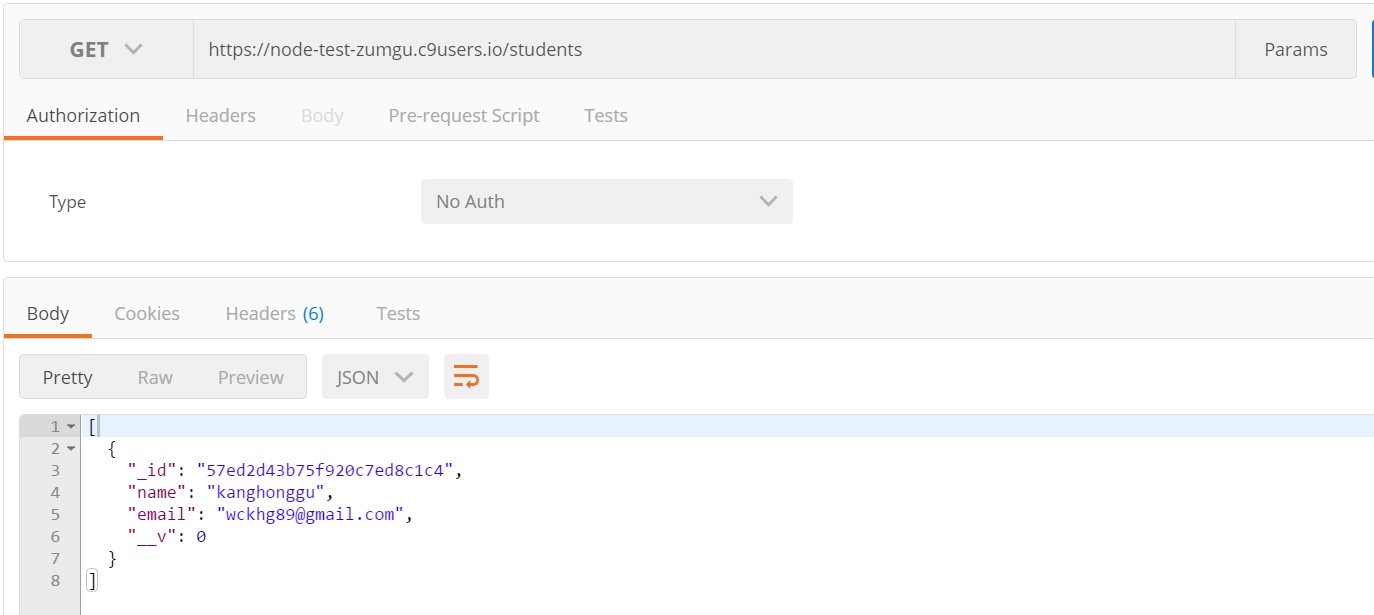 GET https://node-test-zumgu.c9users.io/students Params
Authorization Headers Body Pre-request Script Tests
Type No Auth
Body Cookies Headers (6) Tests
Pretty Raw Preview JSON
1 [
2 {
3 "_id": "57ed2d43b75f920c7ed8c1c4",
4 "name": "kanghonggu",
5 "email": "wckhg89@gmail.com",
6 "__v": 0
7 }
8 ]